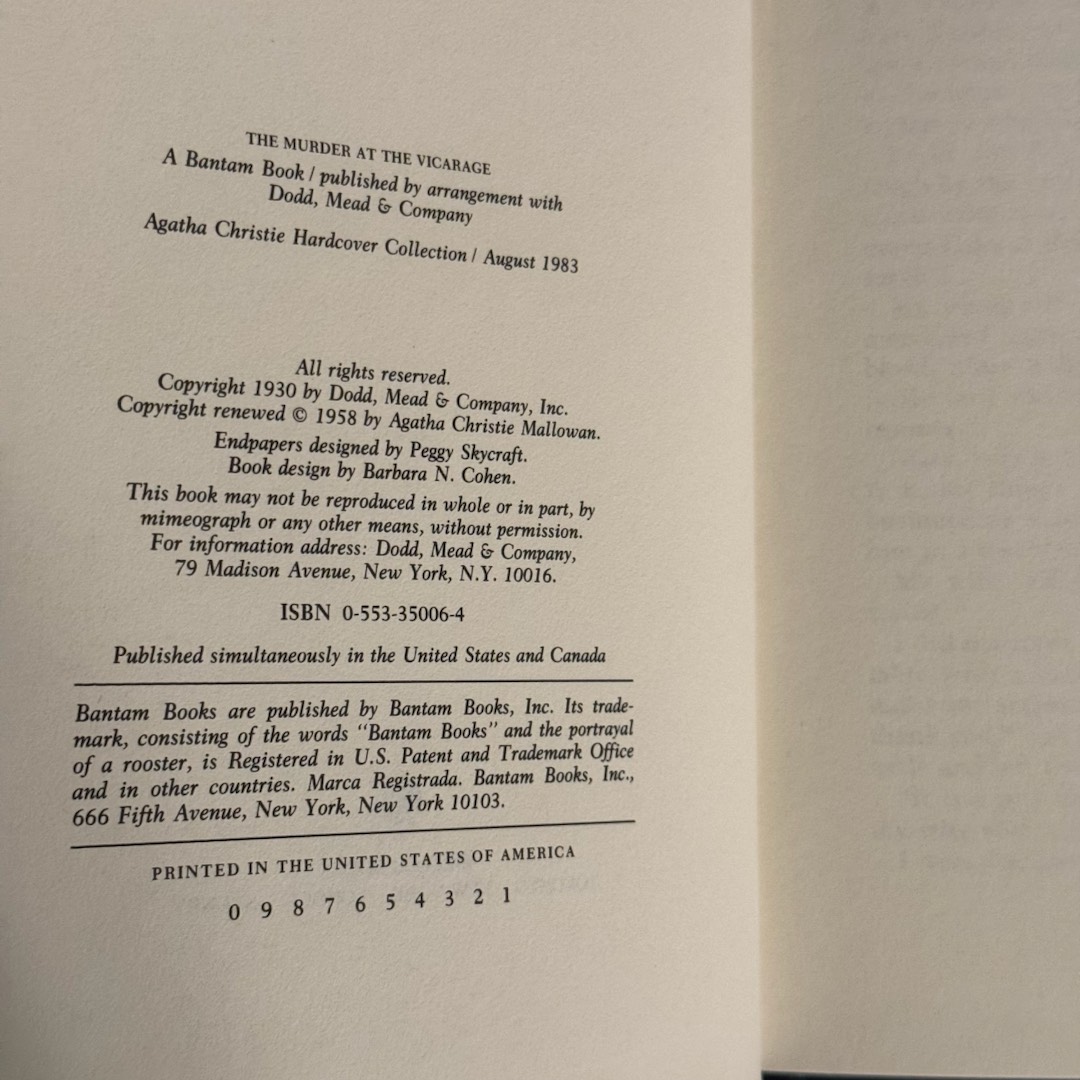 THE MURDER AT THE VICARAGE
A Bantam Book / published by arrangement with
Dodd, Mead & Company
Agatha Christie Hardcover Collection / August 1983
All rights reserved.
Copyright 1930 by Dodd, Mead & Company, Inc.
Copyright renewed © 1958 by Agatha Christie Mallowan.
Endpapers designed by Peggy Skycraft.
Book design by Barbara N. Cohen.
This book may not be reproduced in whole or in part, by
mimeograph or any other means, without permission.
For information address: Dodd, Mead & Company,
79 Madison Avenue, New York, N.Y. 10016.
ISBN 0-553-35006-4
Published simultaneously in the United States and Canada
Bantam Books are published by Bantam Books, Inc. Its trade-
mark, consisting of the words "Bantam Books" and the portrayal
of a rooster, is Registered in U.S. Patent and Trademark Office
and in other countries. Marca Registrada. Bantam Books, Inc.,
666 Fifth Avenue, New York, New York 10103.
PRINTED IN THE UNITED STATES OF AMERICA
0 9 8 7 6 5 4 3 2 1